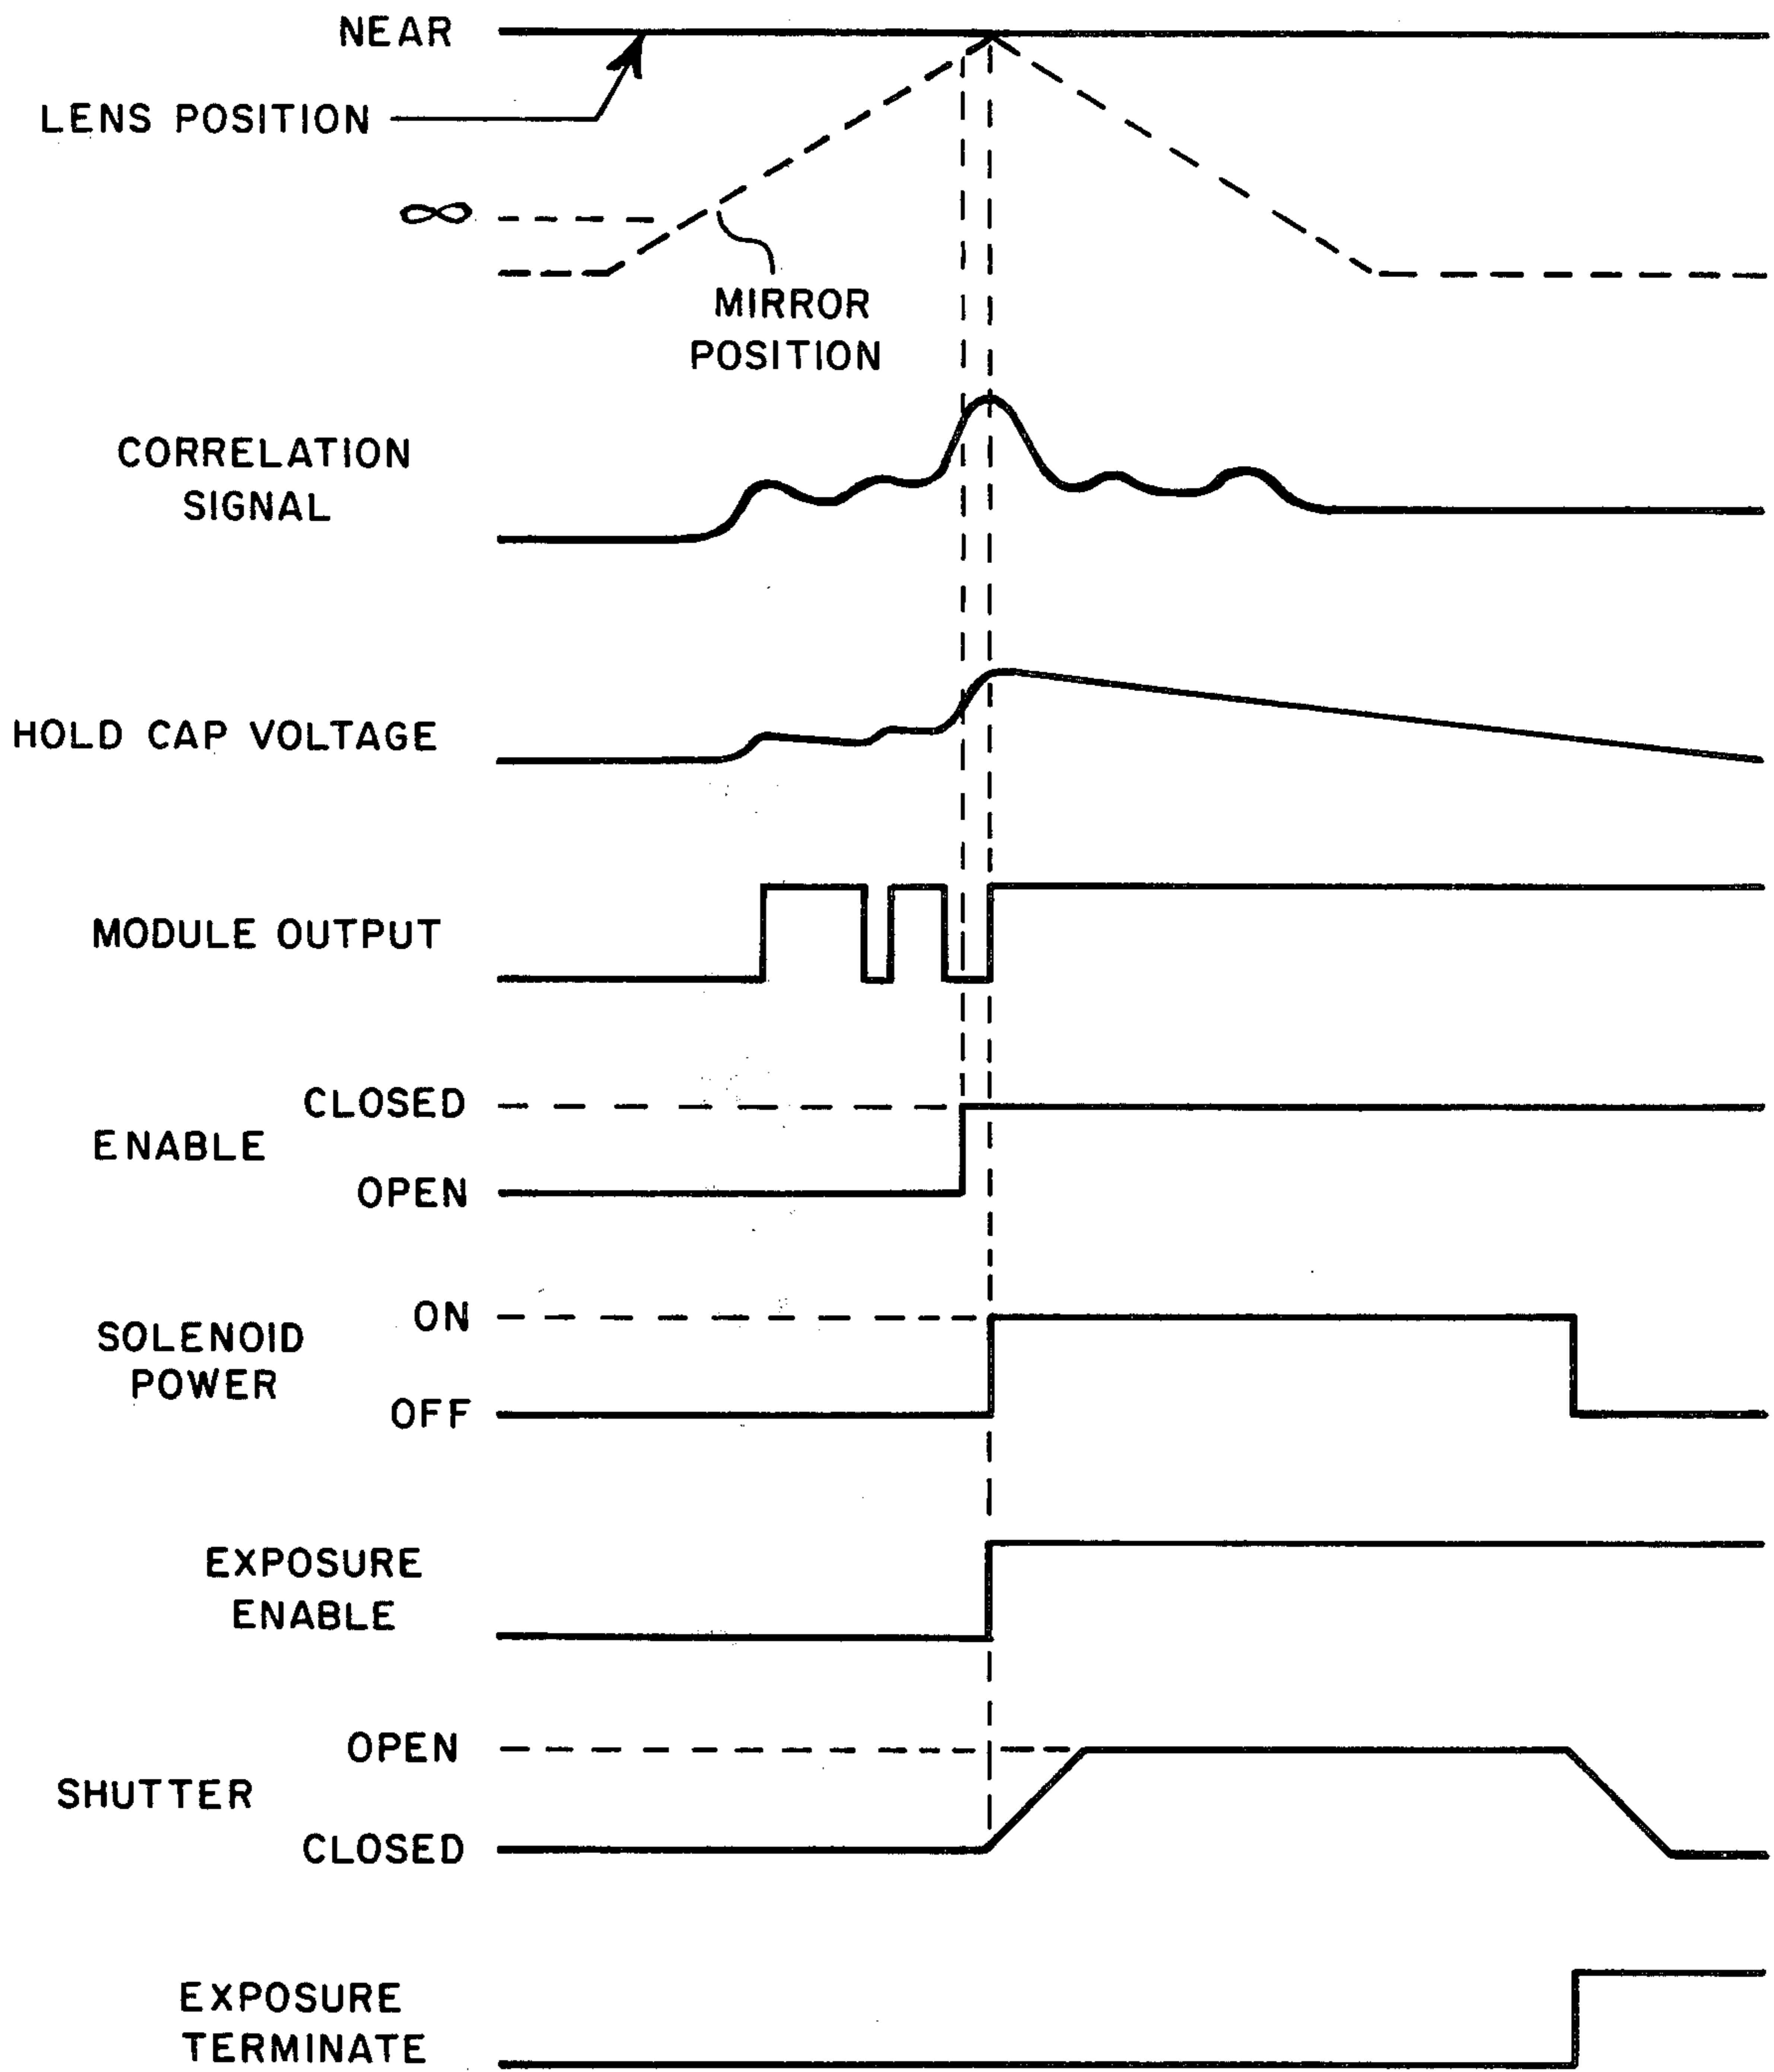 NEAR
LENS POSITION
∞
MIRROR
POSITION
CORRELATION
SIGNAL
HOLD CAP VOLTAGE
MODULE OUTPUT
CLOSED
ENABLE
OPEN
ON
SOLENOID
POWER
OFF
EXPOSURE
ENABLE
OPEN
SHUTTER
CLOSED
EXPOSURE
TERMINATE